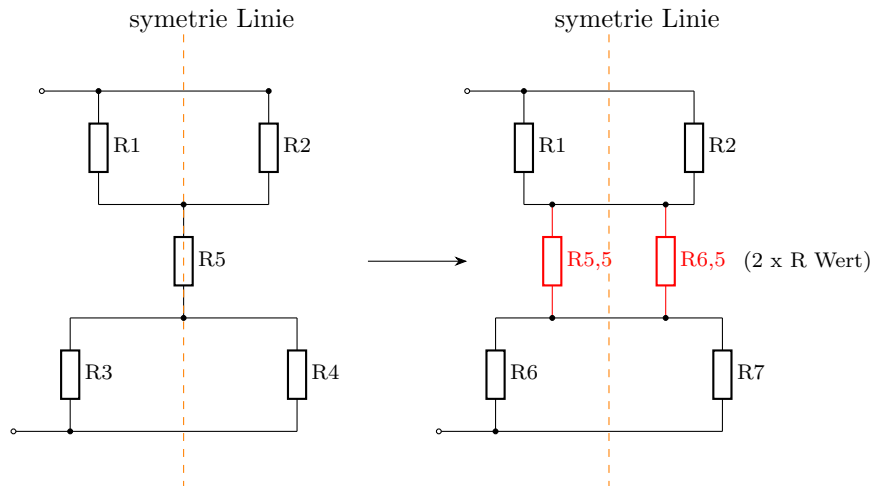 symetrie Linie
symetrie Linie
R1
R2
R1
R2
R5
R5,5
R6,5
(2 x R Wert)
R3
R4
R6
R7